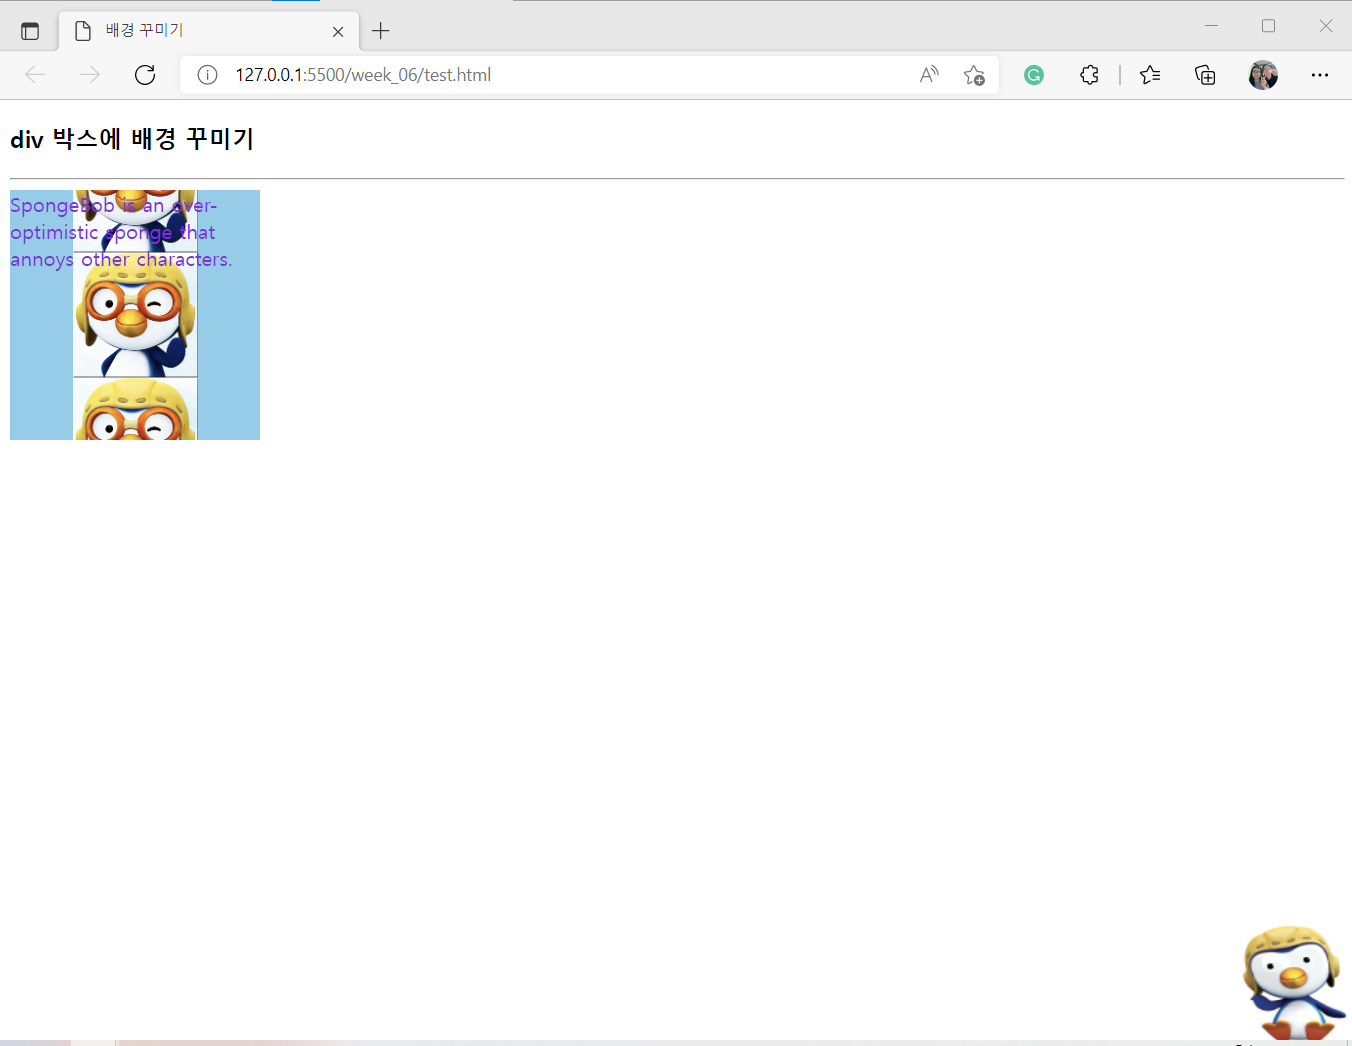 배경 꾸미기
127.0.0.1:5500/week_06/test.html
div 박스에 배경 꾸미기
SpongeBob is an over-
optimistic sponge that
annoys other characters.